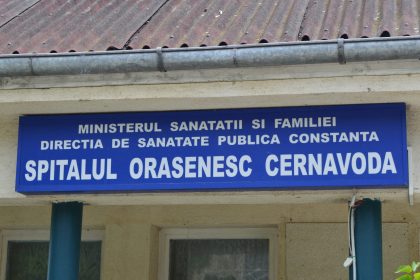 MINISTERUL SANATATII SI FAMILIEI
DIRECTIA DE SANATATE PUBLICA CONSTANTA
SPITALUL ORASENESC CERNAVODA